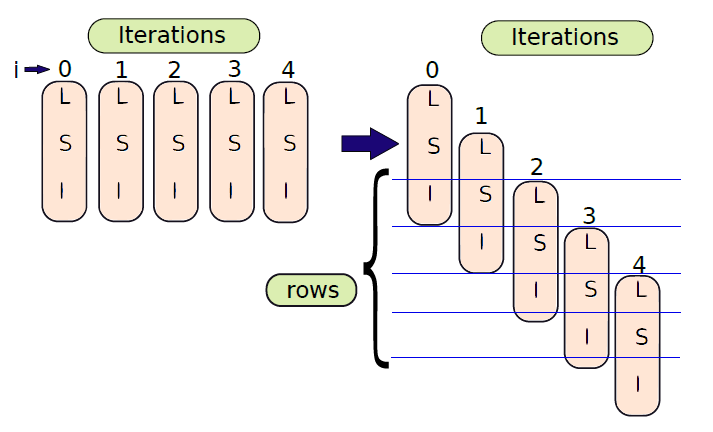 Iterations
i 0 1 2 3 4
L L L L L
S S S S S
I I I I I
Iterations
0
L
1
S L
2
I S L
3
I S L
4
I S L
I S
I
rows